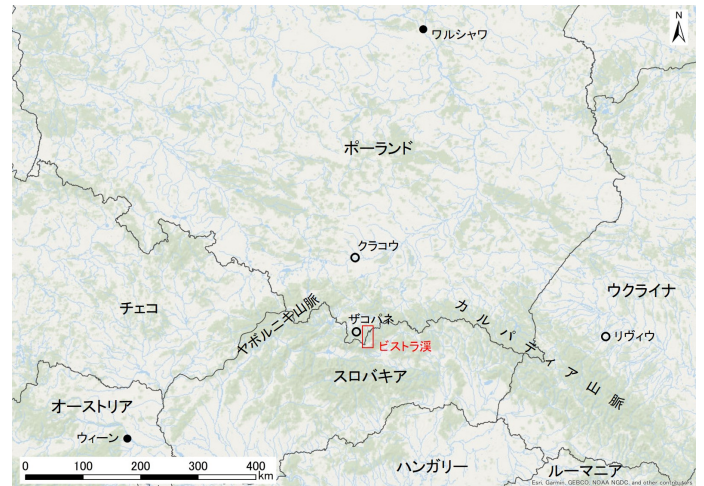 N
ワルシャワ
ポーランド
クラコウ
ウクライナ
チェコ
ヤボルニキ山脈
ザコパネ
カルパティア山脈
リヴィウ
ビストラ渓
スロバキア
オーストリア
ウィーン
ハンガリー
ルーマニア
0 100 200 300 400
km
Esri, Garmin, GEBCO, NOAA NGDC, and other contributors